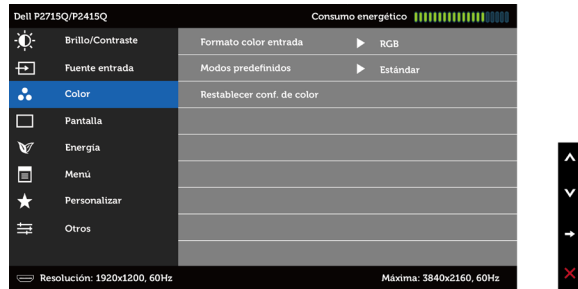 Dell P2715Q/P2415Q Consumo energético
Brillo/Contraste
Fuente entrada
Color
Pantalla
Energía
Menú
Personalizar
Otros
Formato color entrada RGB
Modos predefinidos Estándar
Restablecer conf. de color
Resolución: 1920x1200, 60Hz Máxima: 3840x2160, 60Hz